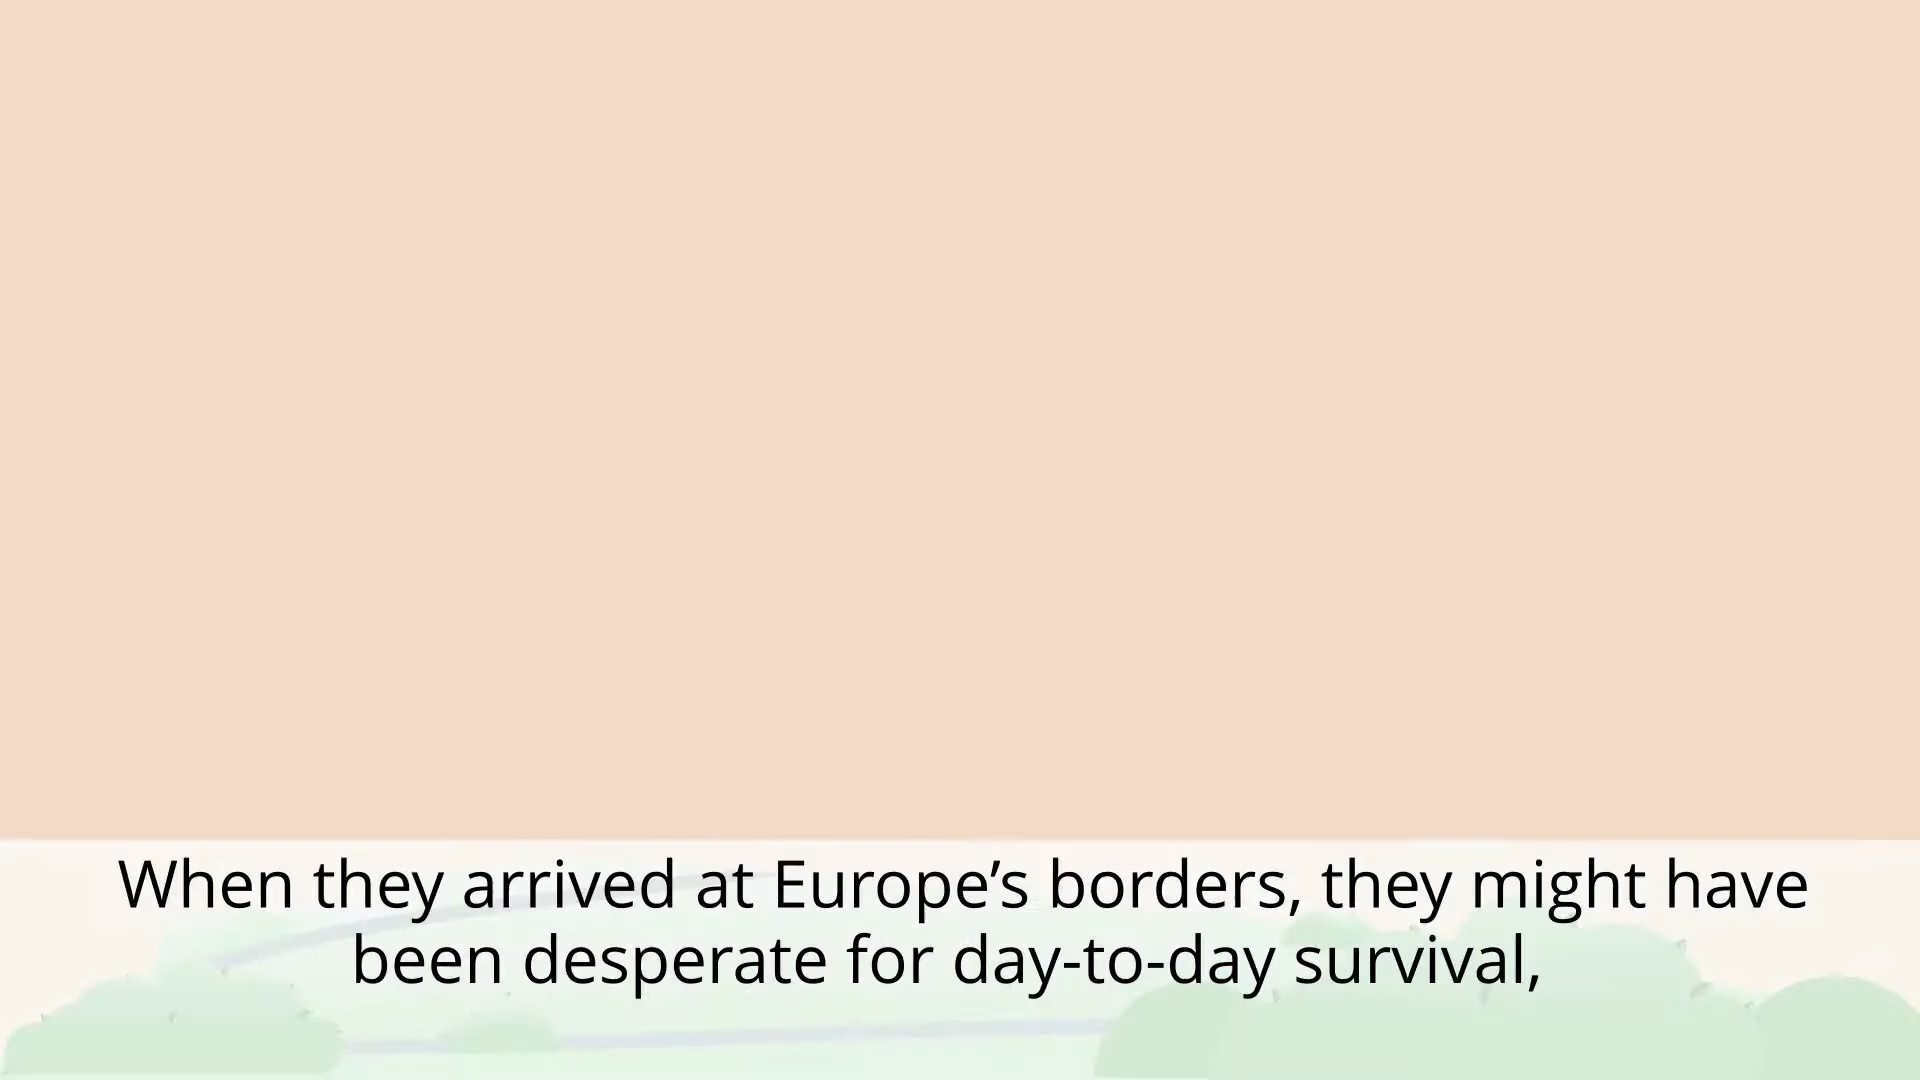 When they arrived at Europe’s borders, they might have
been desperate for day-to-day survival,